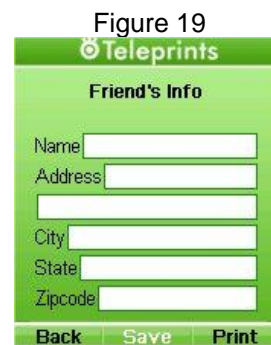 Figure 19
Teleprints
Friend's Info
Name
Address
City
State
Zipcode
Back Save Print